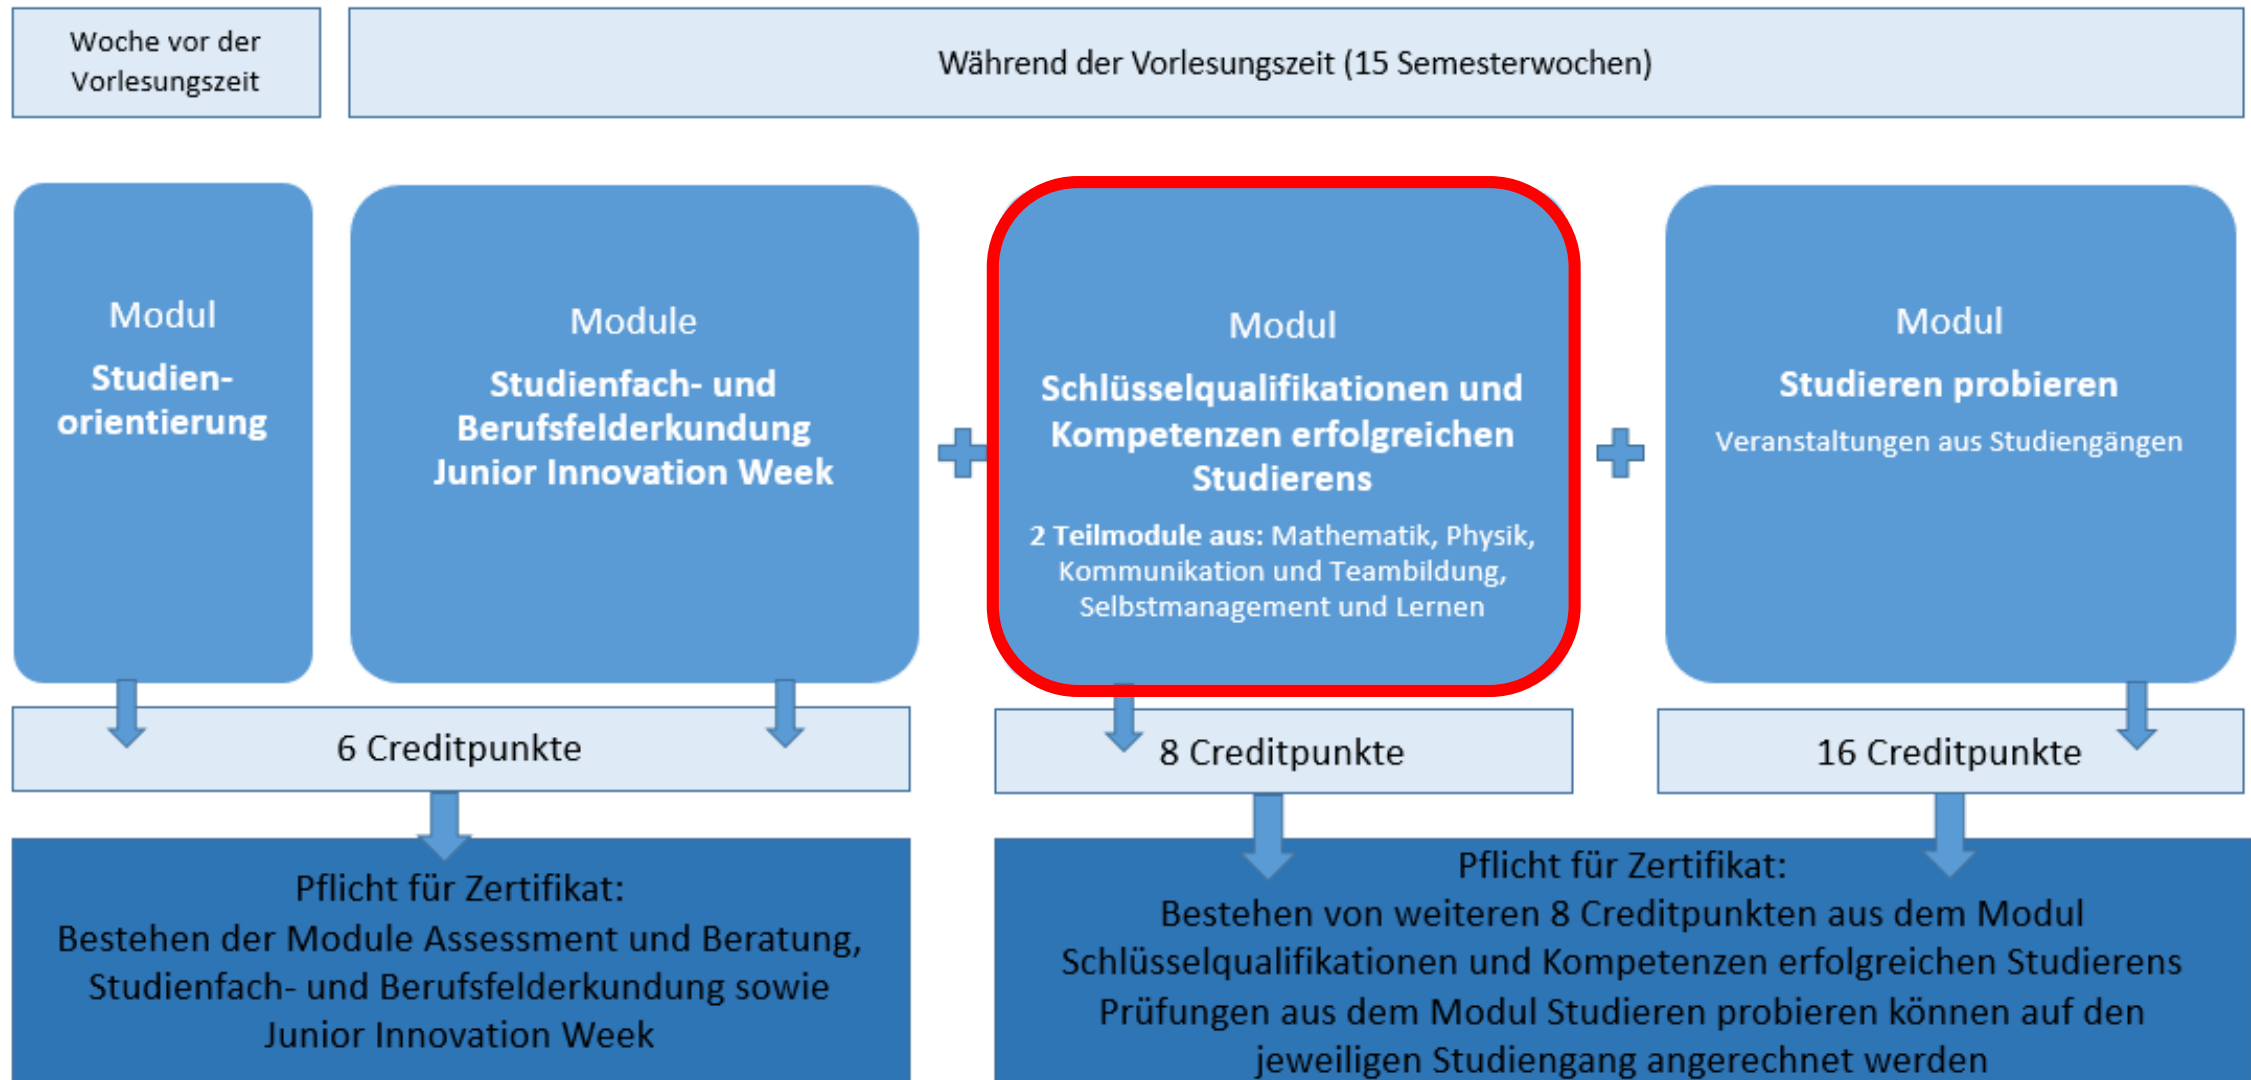 Woche vor der
Vorlesungszeit
Während der Vorlesungszeit (15 Semesterwochen)
Modul
Studien-
orientierung
Module
Studienfach- und
Berufsfelderkundung
Junior Innovation Week
Modul
Schlüsselqualifikationen und
Kompetenzen erfolgreichen
Studierens
2 Teilmodule aus: Mathematik, Physik,
Kommunikation und Teambildung,
Selbstmanagement und Lernen
Modul
Studieren probieren
Veranstaltungen aus Studiengängen
6 Creditpunkte
8 Creditpunkte
16 Creditpunkte
Pflicht für Zertifikat:
Bestehen der Module Assessment und Beratung,
Studienfach- und Berufsfelderkundung sowie
Junior Innovation Week
Pflicht für Zertifikat:
Bestehen von weiteren 8 Creditpunkten aus dem Modul
Schlüsselqualifikationen und Kompetenzen erfolgreichen Studierens
Prüfungen aus dem Modul Studieren probieren können auf den
jeweiligen Studiengang angerechnet werden